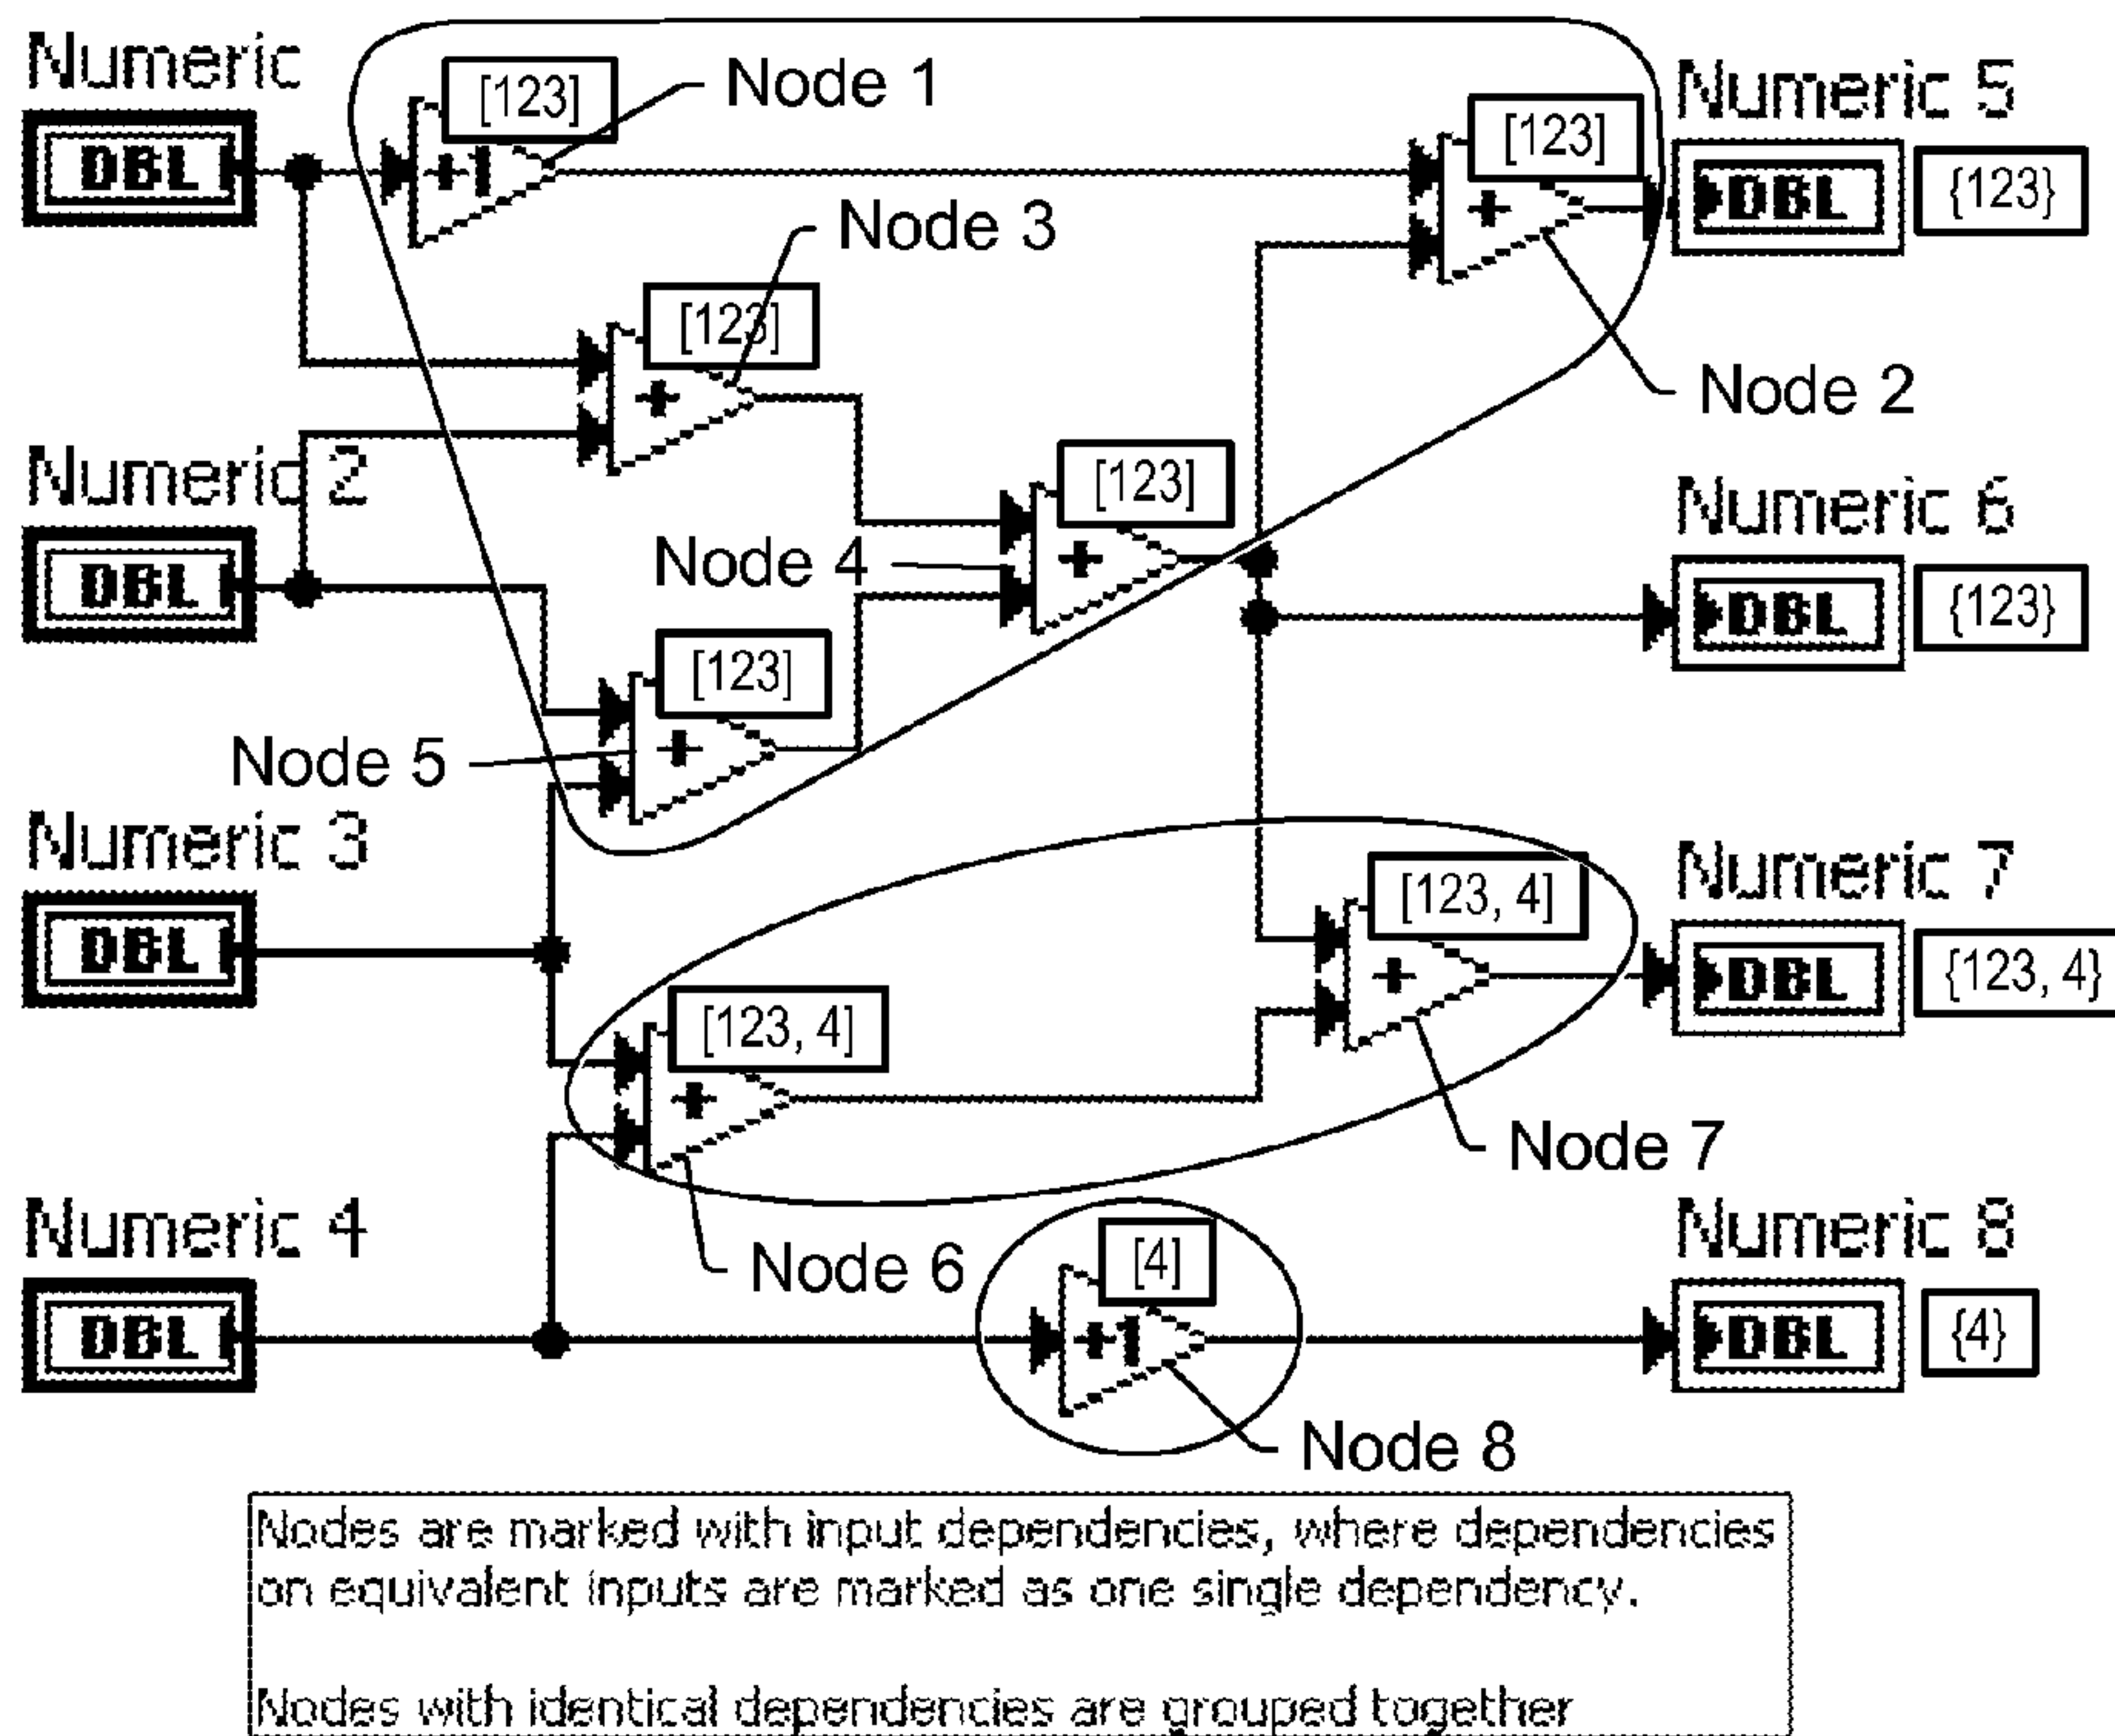 Numeric
DBL
[123]
+1
Node 1
[123]
+
Numeric 5
DBL
{123}
Node 3
[123]
+
Node 2
Numeric 2
DBL
[123]
+
Node 4
Numeric 6
DBL
{123}
[123]
+
Node 5
Numeric 3
DBL
[123, 4]
+
Numeric 7
DBL
{123, 4}
[123, 4]
+
Node 7
Node 6
Numeric 4
DBL
[4]
+1
Numeric 8
DBL
{4}
Node 8
Nodes are marked with input dependencies, where dependencies
on equivalent inputs are marked as one single dependency.
Nodes with identical dependencies are grouped together